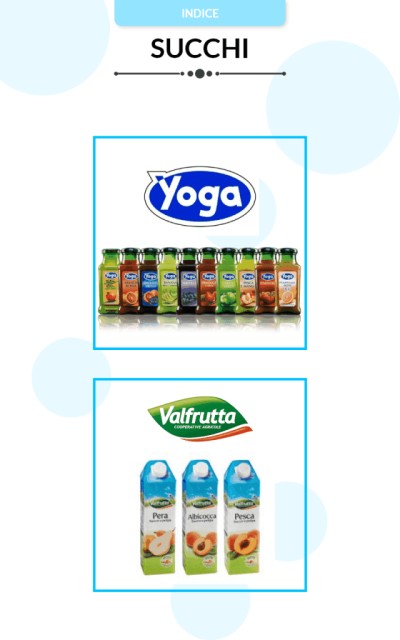 INDICE
SUCCHI
Yoga
Valfrutta
COOPERATIVE AGRICOLE
Pera
Albicocca
Pesca